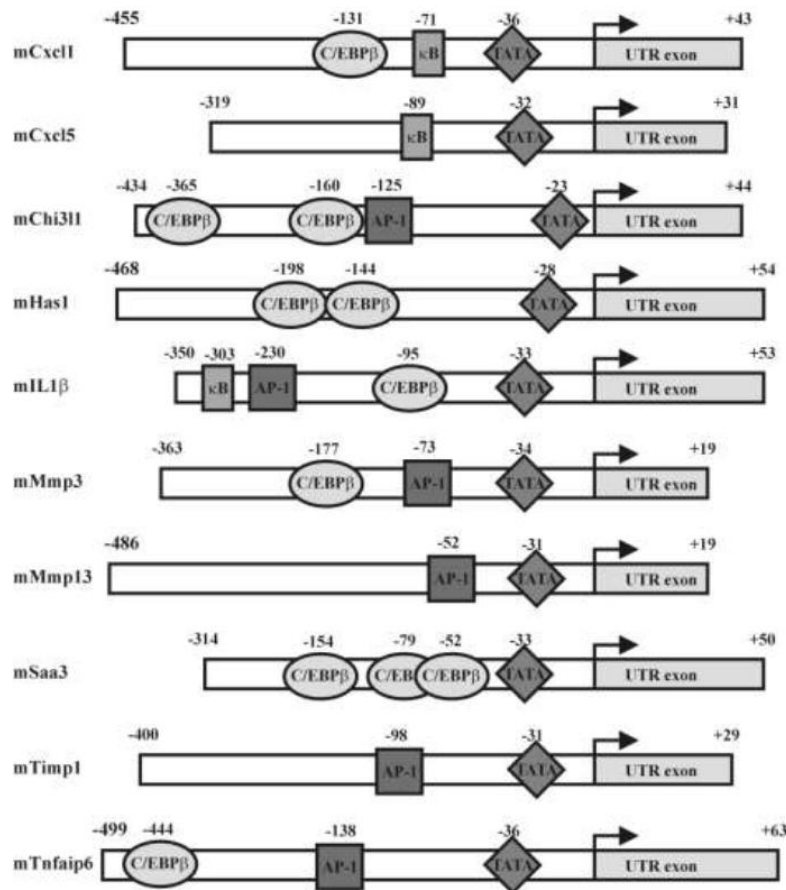 -455 -131 -71 -36 +43
mCxcl1 C/EBPβ κB TATA UTR exon
-319 -89 -32 +31
mCxcl5 κB TATA UTR exon
-434 -365 -160 -125 -23 +44
mChi3l1 C/EBPβ C/EBPβ AP-1 TATA UTR exon
-468 -198 -144 -28 +54
mHas1 C/EBPβ C/EBPβ TATA UTR exon
-350 -303 -230 -95 -33 +53
mIL1β κB AP-1 C/EBPβ TATA UTR exon
-363 -177 -73 -34 +19
mMmp3 C/EBPβ AP-1 TATA UTR exon
-486 -52 -31 +19
mMmp13 AP-1 TATA UTR exon
-314 -154 -79 -52 -33 +50
mSaa3 C/EBPβ C/EB C/EBPβ TATA UTR exon
-400 -98 -31 +29
mTimp1 AP-1 TATA UTR exon
-499 -444 -138 -36 +63
mTnfaip6 C/EBPβ AP-1 TATA UTR exon